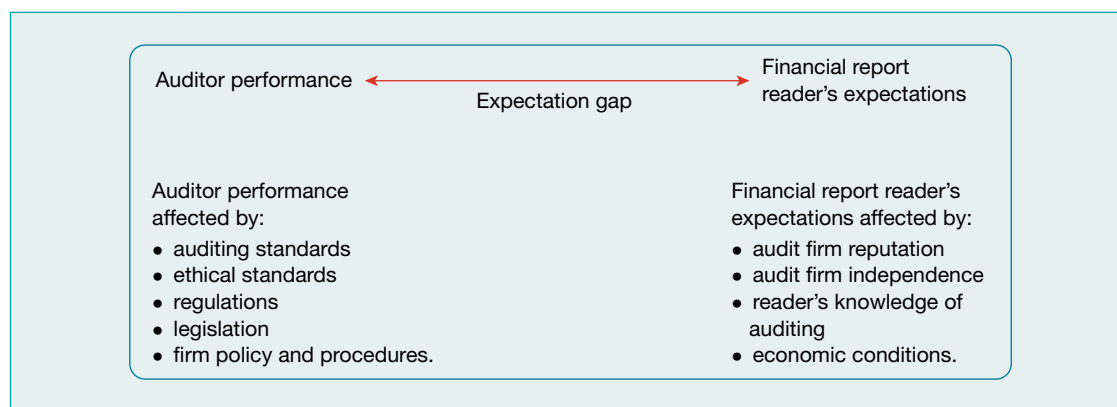 Auditor performance
Expectation gap
Financial report
reader's expectations
Auditor performance
affected by:
• auditing standards
• ethical standards
• regulations
• legislation
• firm policy and procedures.
Financial report reader's
expectations affected by:
• audit firm reputation
• audit firm independence
• reader's knowledge of
auditing
• economic conditions.